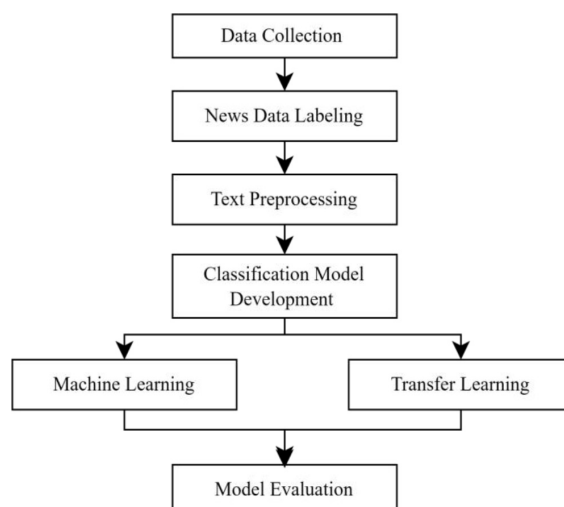 Data Collection
News Data Labeling
Text Preprocessing
Classification Model
Development
Machine Learning
Transfer Learning
Model Evaluation